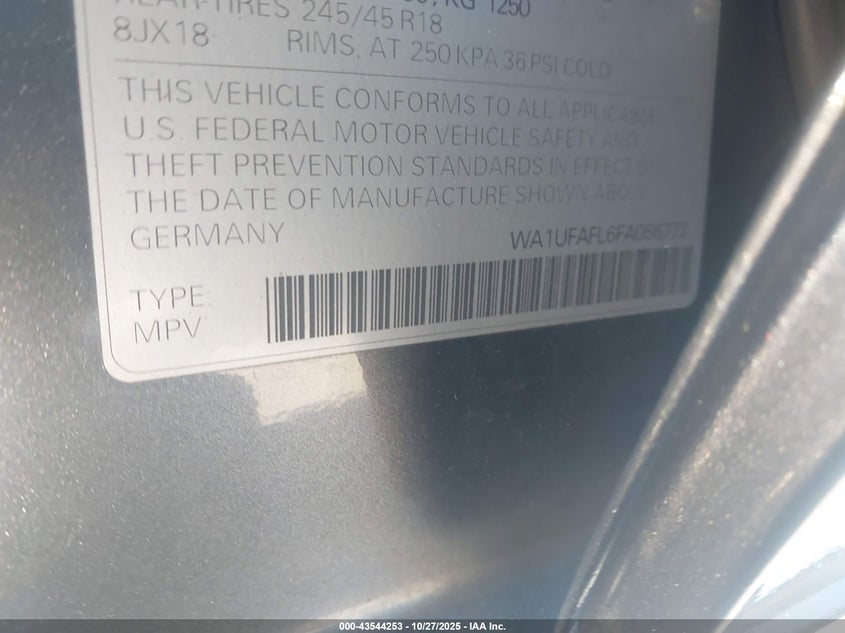 REAR-TIRES 245/45 R18
KG 1250
8JX18 RIMS, AT 250 KPA 36 PSI COLD
THIS VEHICLE CONFORMS TO ALL APPLICABLE
U.S. FEDERAL MOTOR VEHICLE SAFETY AND
THEFT PREVENTION STANDARDS IN EFFECT ON
THE DATE OF MANUFACTURE SHOWN ABOVE
GERMANY WA1UFAFL6FA056772
TYPE:
MPV
000-43544253 | 10/27/2025 - IAA Inc.